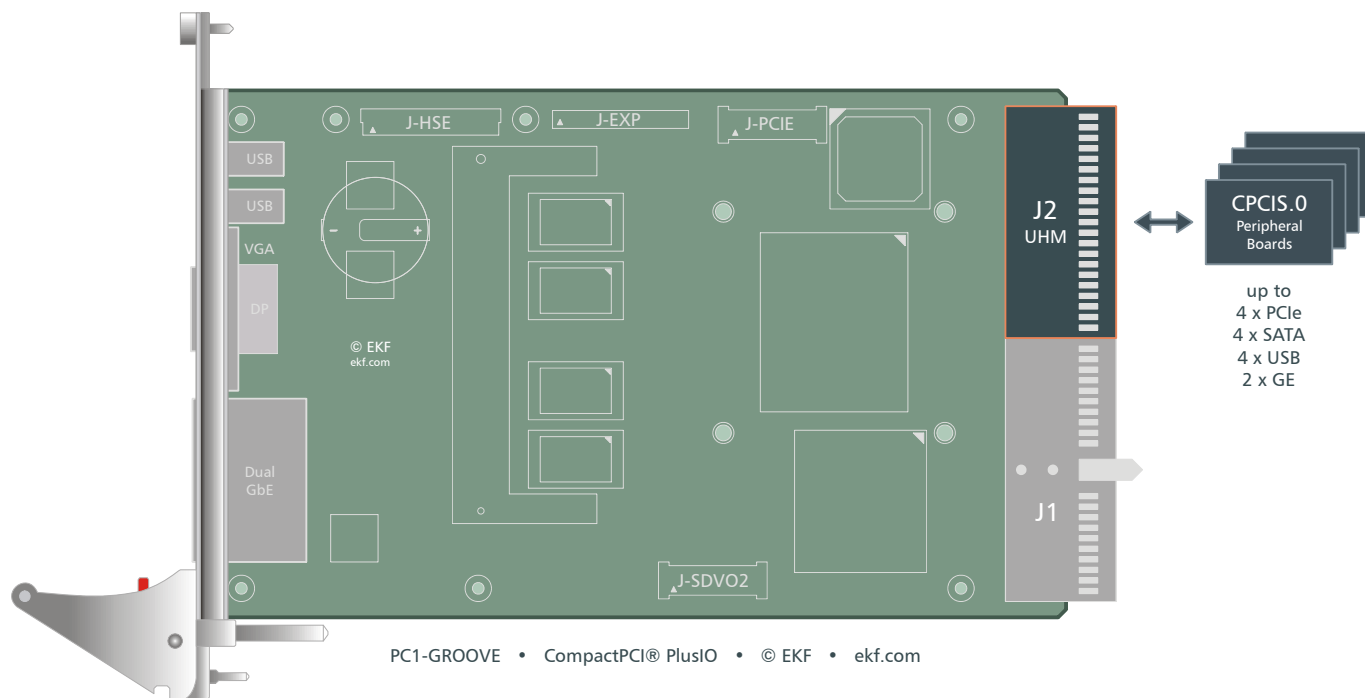 J-HSE
J-EXP
J-PCIE
USB
USB
VGA
DP
- +
© EKF
ekf.com
Dual
GbE
J-SDVO2
J2
UHM
J1
CPCIS.0
Peripheral
Boards
up to
4 x PCIe
4 x SATA
4 x USB
2 x GE
PC1-GROOVE • CompactPCI® PlusIO • © EKF • ekf.com